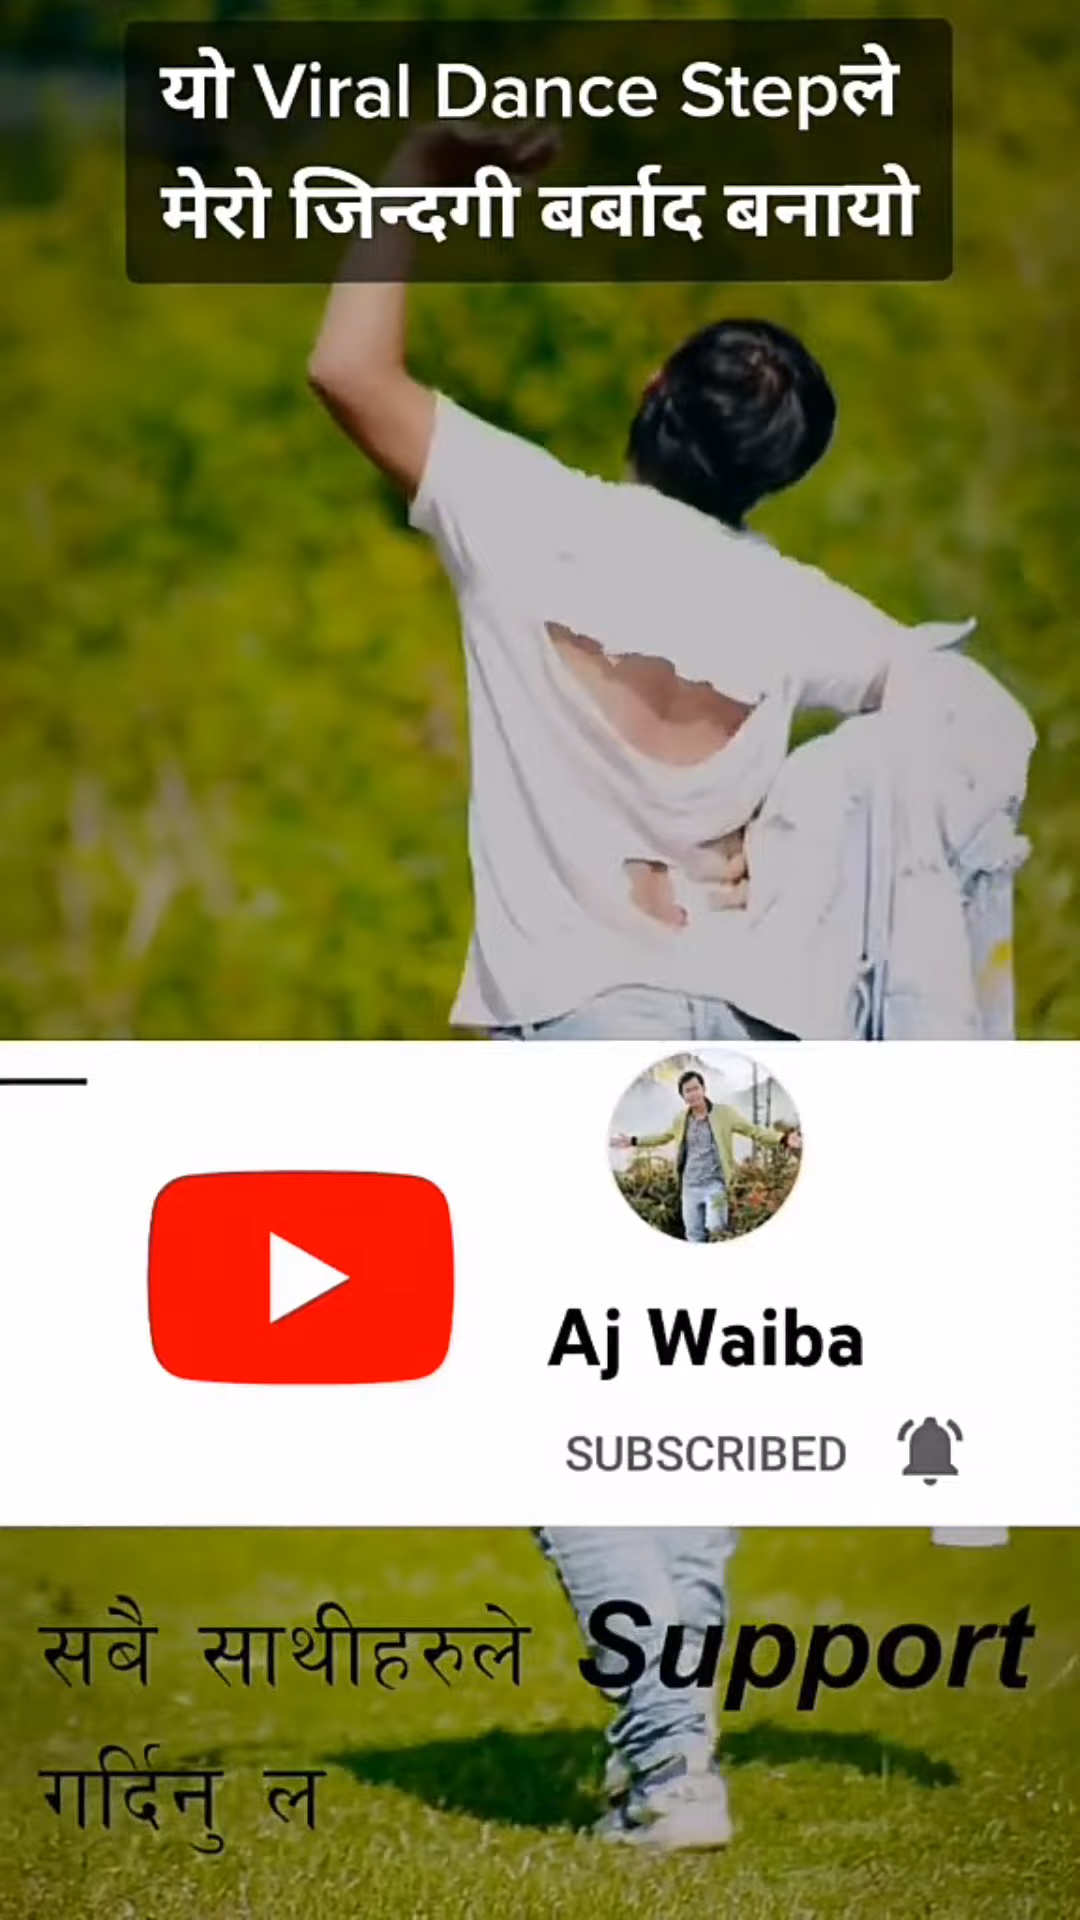 यो Viral Dance Stepले
मेरो जिन्दगी बर्बाद बनायो
Aj Waiba
SUBSCRIBED
सबै साथीहरुले Support
गर्दिनु ल